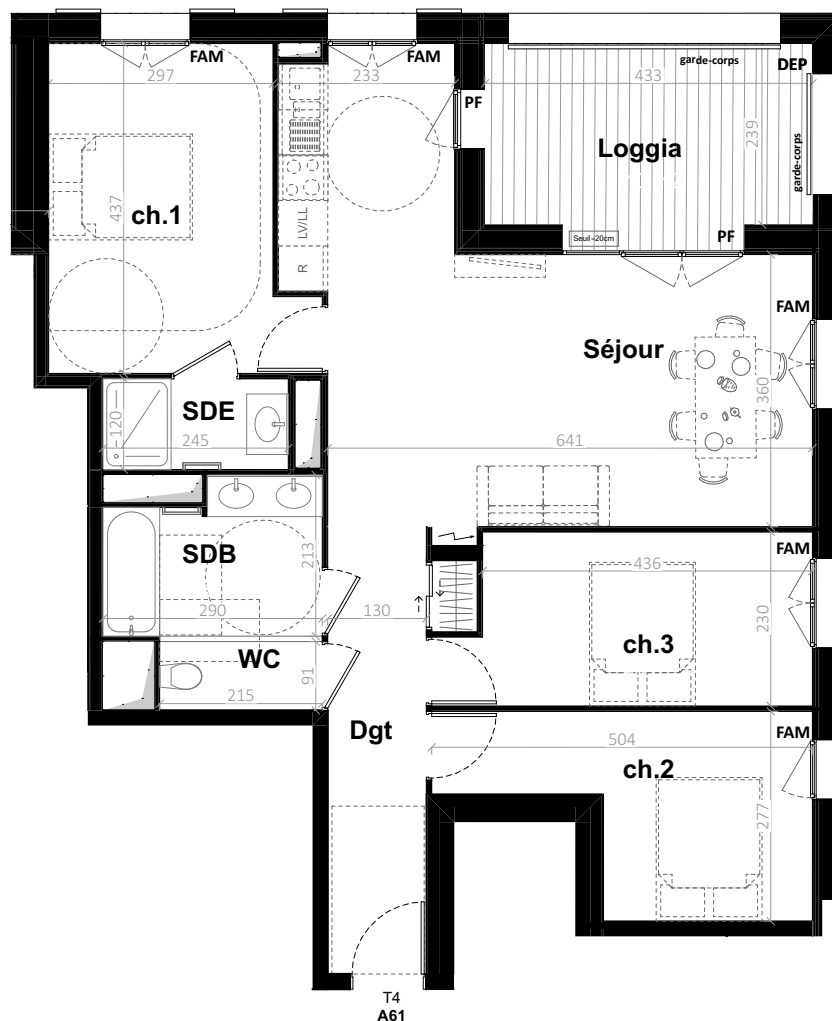 FAM
FAM
garde-corps
DEP
297
233
433
PF
Loggia
239
garde-corps
ch.1
437
LV/LL
R
Seuil~20cm
PF
FAM
Séjour
360
SDE
120
245
641
SDB
213
FAM
436
290
130
230
ch.3
WC
91
215
Dgt
FAM
504
ch.2
277
T4
A61